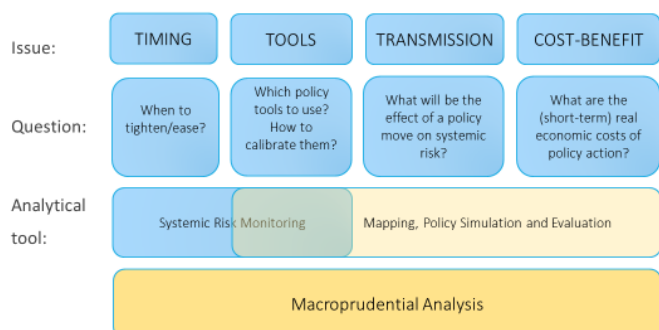 Issue:
TIMING
TOOLS
TRANSMISSION
COST-BENEFIT
Question:
When to
tighten/ease?
Which policy
tools to use?
How to
calibrate them?
What will be the
effect of a policy
move on systemic
risk?
What are the
(short-term) real
economic costs of
policy action?
Analytical
tool:
Systemic Risk Monitoring
Mapping, Policy Simulation and Evaluation
Macroprudential Analysis